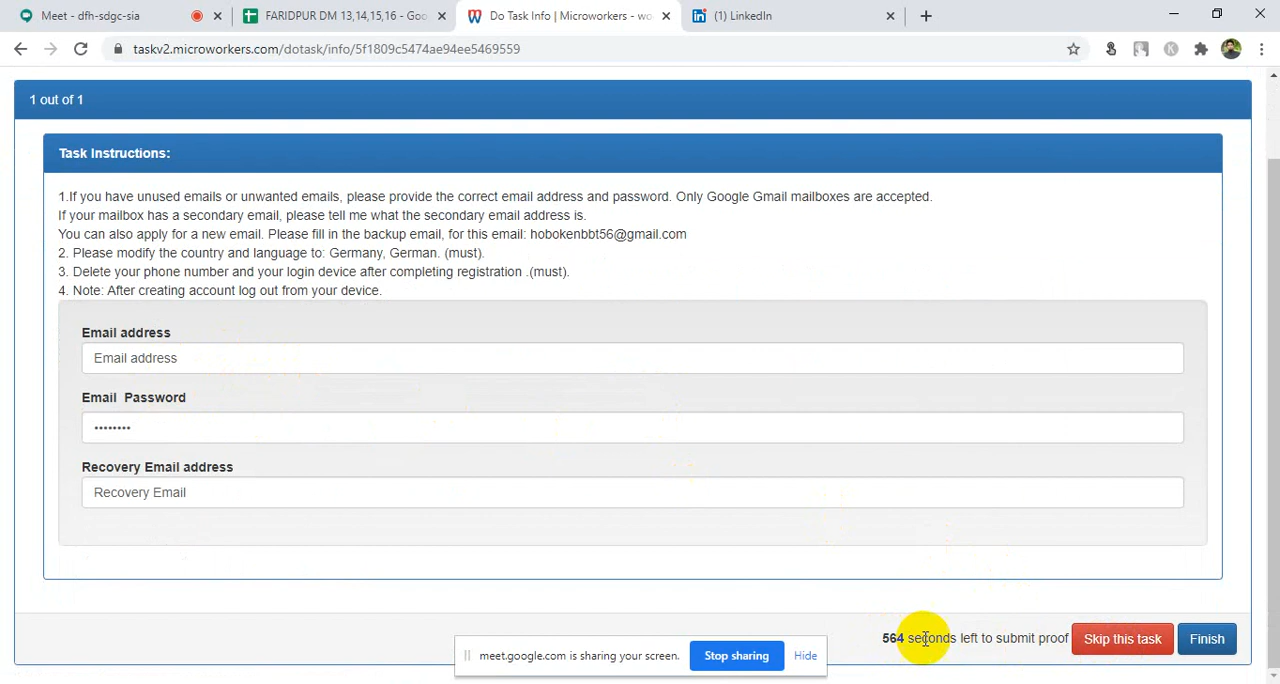 Meet - dfh-sdgc-sia
FARIDPUR DM 13,14,15,16 - Goo
Do Task Info | Microworkers - wo
(1) LinkedIn
taskv2.microworkers.com/dotask/info/5f1809c5474ae94ee5469559
K
1 out of 1
Task Instructions:
1.If you have unused emails or unwanted emails, please provide the correct email address and password. Only Google Gmail mailboxes are accepted.
If your mailbox has a secondary email, please tell me what the secondary email address is.
You can also apply for a new email. Please fill in the backup email, for this email: hobokenbbt56@gmail.com
2. Please modify the country and language to: Germany, German. (must).
3. Delete your phone number and your login device after completing registration .(must).
4. Note: After creating account log out from your device.
Email address
Email address
Email Password
••••••••
Recovery Email address
Recovery Email
564 seconds left to submit proof Skip this task Finish
meet.google.com is sharing your screen. Stop sharing Hide